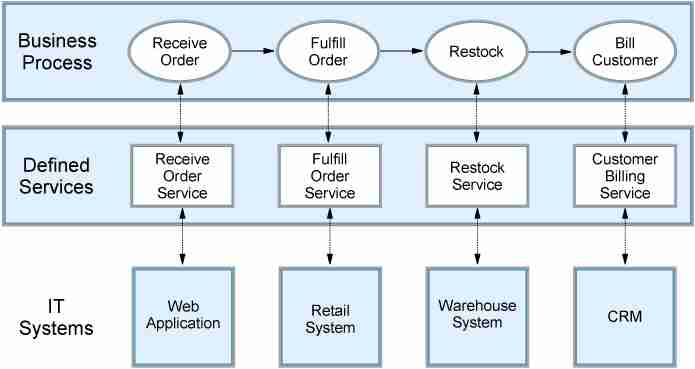 Business
Process
Receive
Order
Fulfill
Order
Restock
Bill
Customer
Defined
Services
Receive
Order
Service
Fulfill
Order
Service
Restock
Service
Customer
Billing
Service
IT
Systems
Web
Application
Retail
System
Warehouse
System
CRM